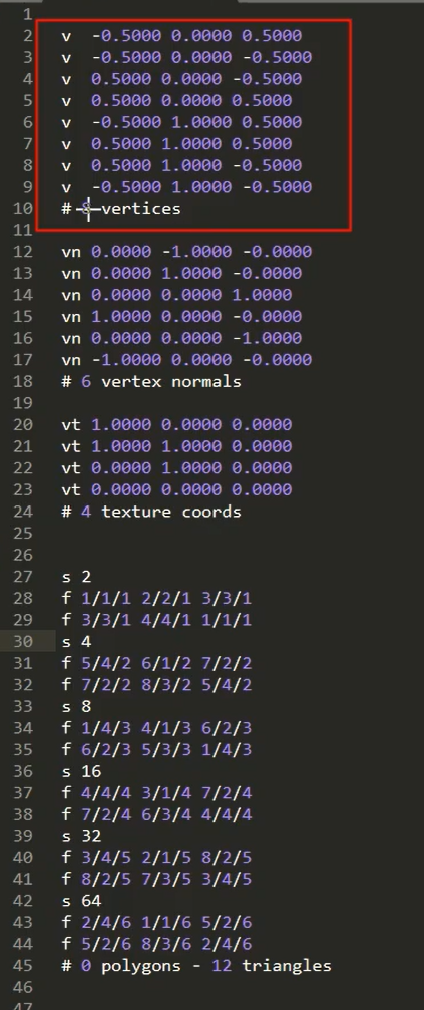 1
2 v -0.5000 0.0000 0.5000
3 v -0.5000 0.0000 -0.5000
4 v 0.5000 0.0000 -0.5000
5 v 0.5000 0.0000 0.5000
6 v -0.5000 1.0000 0.5000
7 v 0.5000 1.0000 0.5000
8 v 0.5000 1.0000 -0.5000
9 v -0.5000 1.0000 -0.5000
10 # 8 vertices
11
12 vn 0.0000 -1.0000 -0.0000
13 vn 0.0000 1.0000 -0.0000
14 vn 0.0000 0.0000 1.0000
15 vn 1.0000 0.0000 -0.0000
16 vn 0.0000 0.0000 -1.0000
17 vn -1.0000 0.0000 -0.0000
18 # 6 vertex normals
19
20 vt 1.0000 0.0000 0.0000
21 vt 1.0000 1.0000 0.0000
22 vt 0.0000 1.0000 0.0000
23 vt 0.0000 0.0000 0.0000
24 # 4 texture coords
25
26
27 s 2
28 f 1/1/1 2/2/1 3/3/1
29 f 3/3/1 4/4/1 1/1/1
30 s 4
31 f 5/4/2 6/1/2 7/2/2
32 f 7/2/2 8/3/2 5/4/2
33 s 8
34 f 1/4/3 4/1/3 6/2/3
35 f 6/2/3 5/3/3 1/4/3
36 s 16
37 f 4/4/4 3/1/4 7/2/4
38 f 7/2/4 6/3/4 4/4/4
39 s 32
40 f 3/4/5 2/1/5 8/2/5
41 f 8/2/5 7/3/5 3/4/5
42 s 64
43 f 2/4/6 1/1/6 5/2/6
44 f 5/2/6 8/3/6 2/4/6
45 # 0 polygons - 12 triangles
46
47